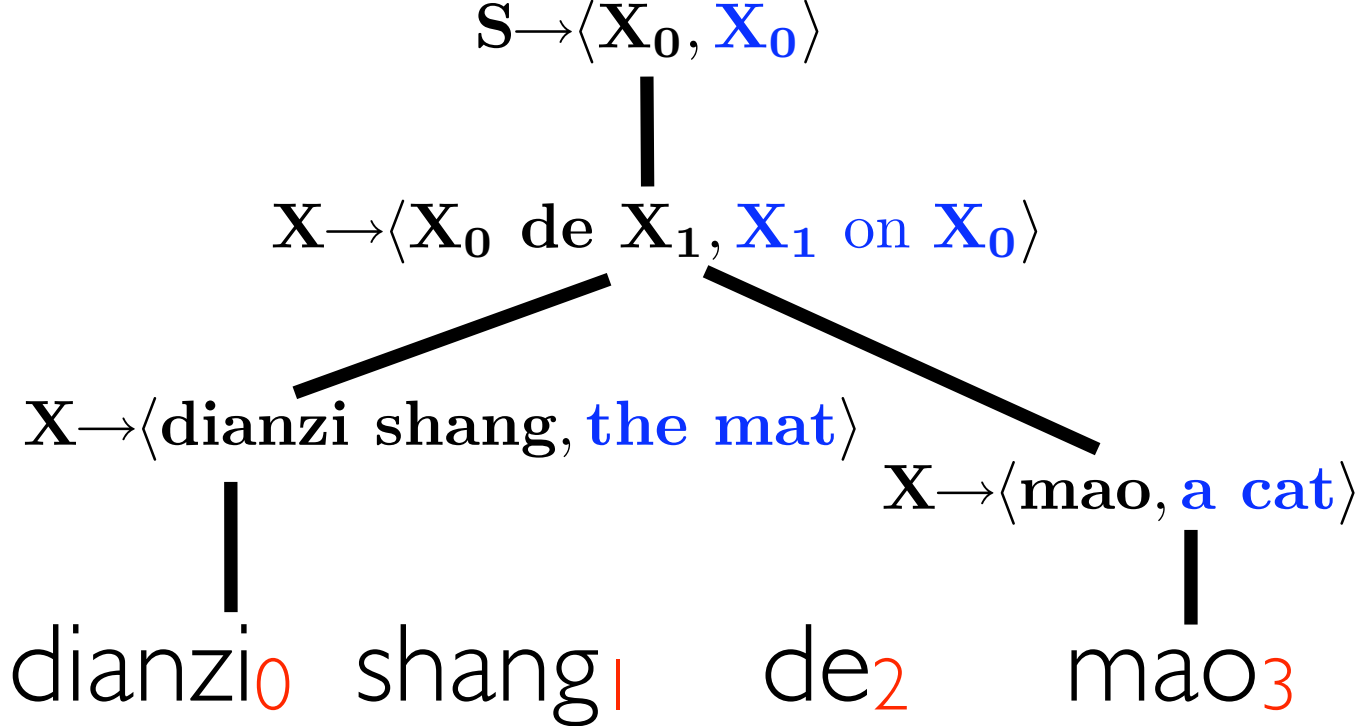 S→⟨X₀, X₀⟩
X→⟨X₀ de X₁, X₁ on X₀⟩
X→⟨dianzi shang, the mat⟩
X→⟨mao, a cat⟩
dianzi₀ shang₁ de₂ mao₃